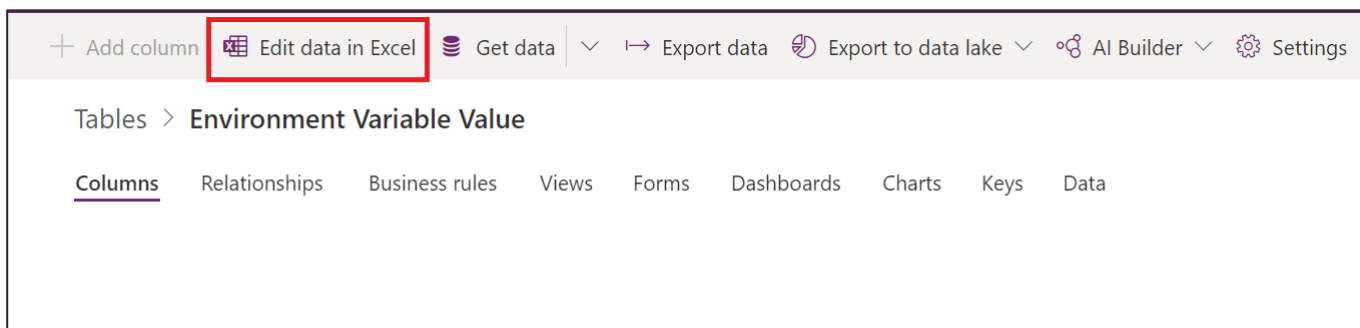 Add column Edit data in Excel Get data Export data Export to data lake AI Builder Settings
Tables > Environment Variable Value
Columns Relationships Business rules Views Forms Dashboards Charts Keys Data